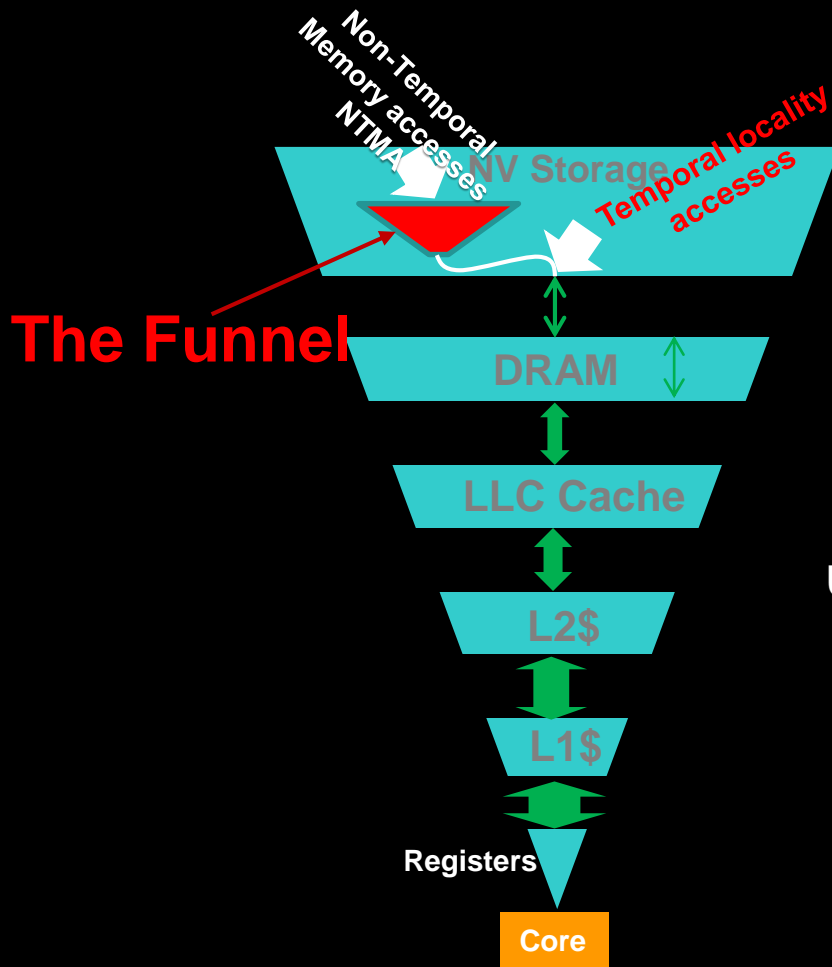 Non-Temporal
Memory accesses
NTMA
Temporal locality
accesses
NV Storage
The Funnel
DRAM
LLC Cache
L2$
L1$
Registers
Core